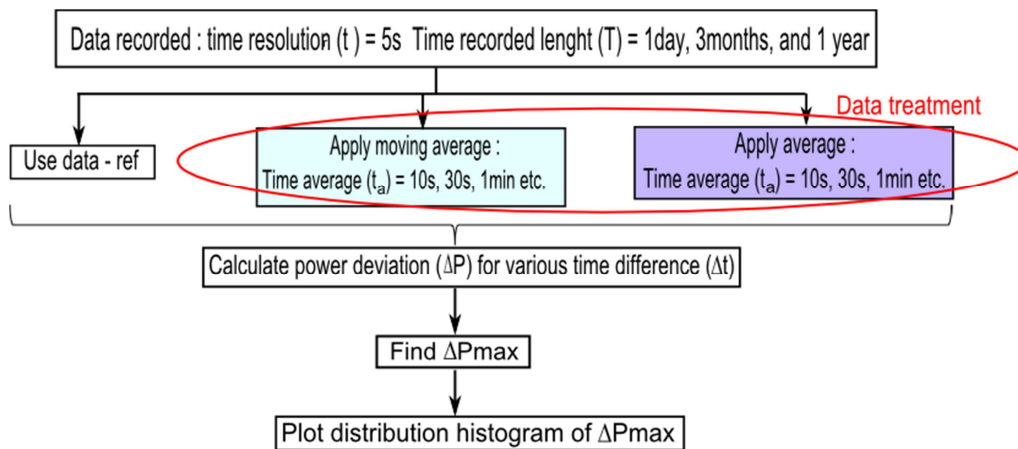 Data recorded : time resolution (t ) = 5s Time recorded lenght (T) = 1day, 3months, and 1 year
Data treatment
Use data - ref
Apply moving average :
Time average (tₐ) = 10s, 30s, 1min etc.
Apply average :
Time average (tₐ) = 10s, 30s, 1min etc.
Calculate power deviation (ΔP) for various time difference (Δt)
Find ΔPmax
Plot distribution histogram of ΔPmax